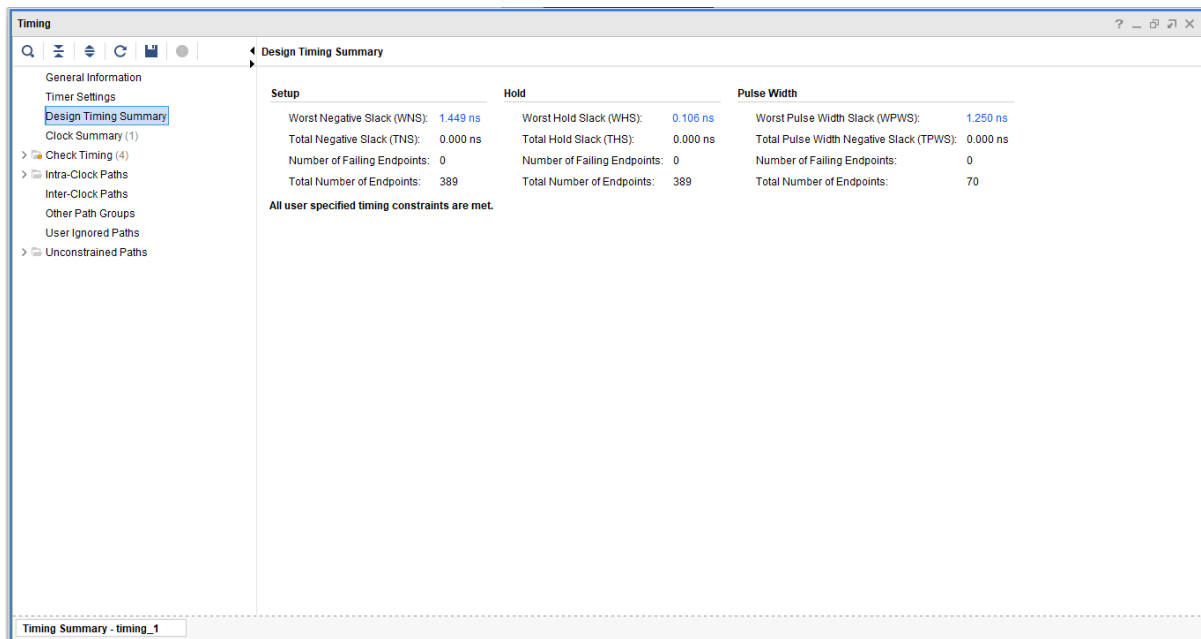 Timing
Design Timing Summary
General Information
Timer Settings
Design Timing Summary
Clock Summary (1)
Check Timing (4)
Intra-Clock Paths
Inter-Clock Paths
Other Path Groups
User Ignored Paths
Unconstrained Paths
Setup
Worst Negative Slack (WNS): 1.449 ns
Total Negative Slack (TNS): 0.000 ns
Number of Failing Endpoints: 0
Total Number of Endpoints: 389
Hold
Worst Hold Slack (WHS): 0.106 ns
Total Hold Slack (THS): 0.000 ns
Number of Failing Endpoints: 0
Total Number of Endpoints: 389
Pulse Width
Worst Pulse Width Slack (WPWS): 1.250 ns
Total Pulse Width Negative Slack (TPWS): 0.000 ns
Number of Failing Endpoints: 0
Total Number of Endpoints: 70
All user specified timing constraints are met.
Timing Summary - timing_1